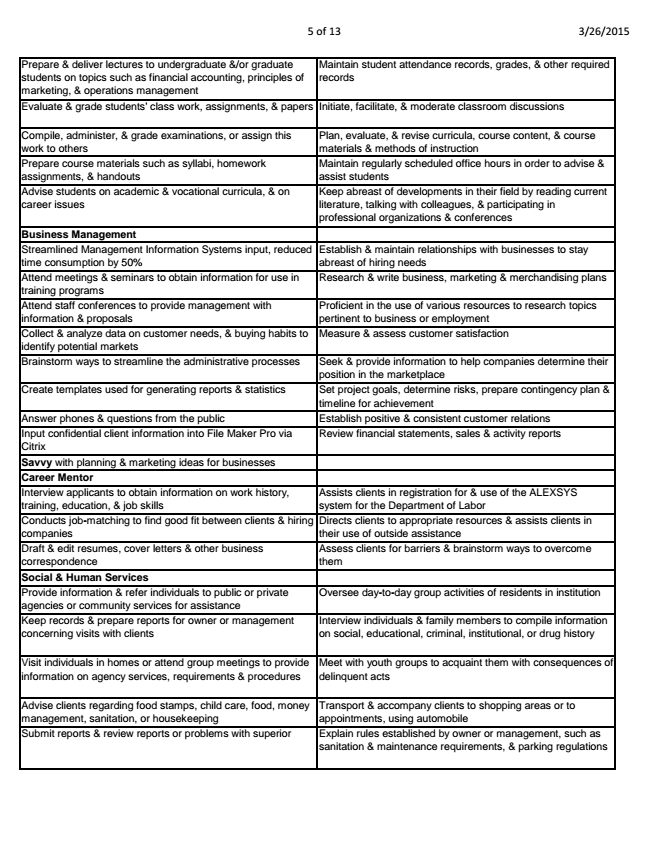 5 of 13
3/26/2015
Prepare & deliver lectures to undergraduate &/or graduate
students on topics such as financial accounting, principles of
marketing, & operations management
Maintain student attendance records, grades, & other required
records
Evaluate & grade students' class work, assignments, & papers
Initiate, facilitate, & moderate classroom discussions
Compile, administer, & grade examinations, or assign this
work to others
Plan, evaluate, & revise curricula, course content, & course
materials & methods of instruction
Prepare course materials such as syllabi, homework
assignments, & handouts
Maintain regularly scheduled office hours in order to advise &
assist students
Advise students on academic & vocational curricula, & on
career issues
Keep abreast of developments in their field by reading current
literature, talking with colleagues, & participating in
professional organizations & conferences
Business Management
Streamlined Management Information Systems input, reduced
time consumption by 50%
Establish & maintain relationships with businesses to stay
abreast of hiring needs
Attend meetings & seminars to obtain information for use in
training programs
Research & write business, marketing & merchandising plans
Attend staff conferences to provide management with
information & proposals
Proficient in the use of various resources to research topics
pertinent to business or employment
Collect & analyze data on customer needs, & buying habits to
identify potential markets
Measure & assess customer satisfaction
Brainstorm ways to streamline the administrative processes
Seek & provide information to help companies determine their
position in the marketplace
Create templates used for generating reports & statistics
Set project goals, determine risks, prepare contingency plan &
timeline for achievement
Answer phones & questions from the public
Establish positive & consistent customer relations
Input confidential client information into File Maker Pro via
Citrix
Review financial statements, sales & activity reports
Savvy with planning & marketing ideas for businesses
Career Mentor
Interview applicants to obtain information on work history,
training, education, & job skills
Assists clients in registration for & use of the ALEXSYS
system for the Department of Labor
Conducts job-matching to find good fit between clients & hiring
companies
Directs clients to appropriate resources & assists clients in
their use of outside assistance
Draft & edit resumes, cover letters & other business
correspondence
Assess clients for barriers & brainstorm ways to overcome
them
Social & Human Services
Provide information & refer individuals to public or private
agencies or community services for assistance
Oversee day-to-day group activities of residents in institution
Keep records & prepare reports for owner or management
concerning visits with clients
Interview individuals & family members to compile information
on social, educational, criminal, institutional, or drug history
Visit individuals in homes or attend group meetings to provide
information on agency services, requirements & procedures
Meet with youth groups to acquaint them with consequences of
delinquent acts
Advise clients regarding food stamps, child care, food, money
management, sanitation, or housekeeping
Transport & accompany clients to shopping areas or to
appointments, using automobile
Submit reports & review reports or problems with superior
Explain rules established by owner or management, such as
sanitation & maintenance requirements, & parking regulations